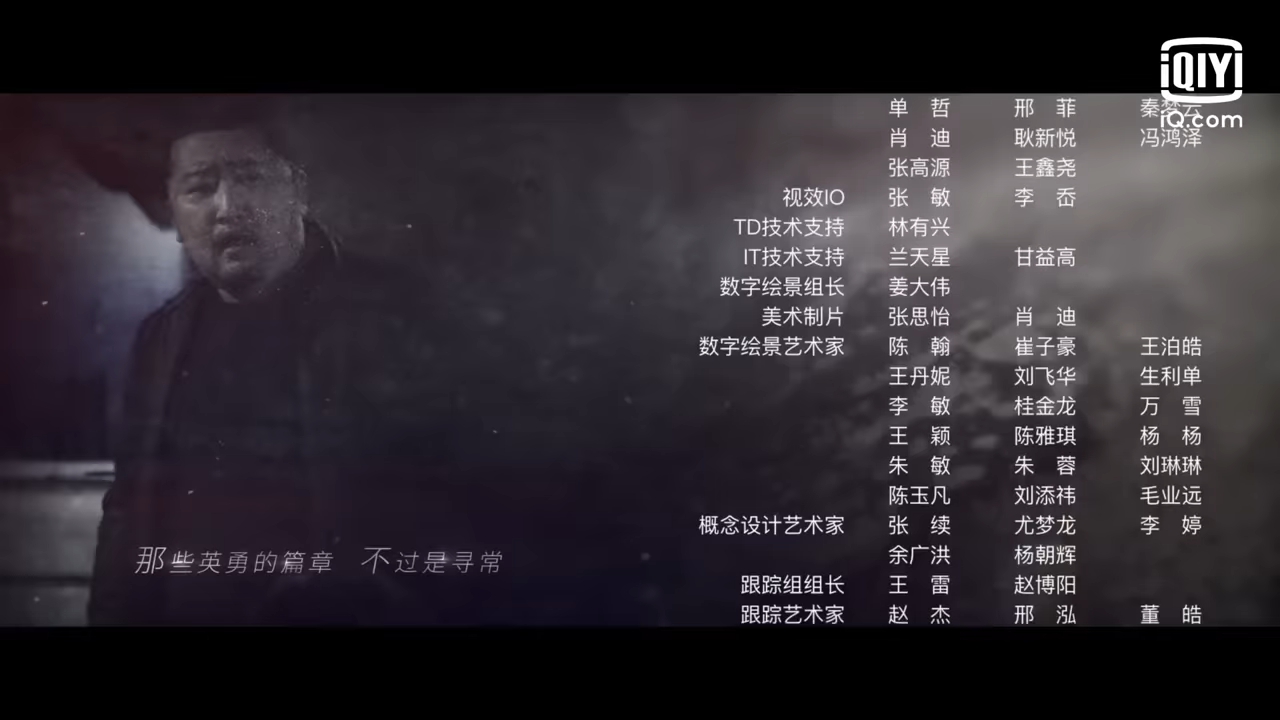 iQIYI
iQ.com
单 哲 邢 菲 秦梦云
肖 迪 耿新悦 冯鸿泽
张高源 王鑫尧
视效IO 张 敏 李 岙
TD技术支持 林有兴
IT技术支持 兰天星 甘益高
数字绘景组长 姜大伟
美术制片 张思怡 肖 迪
数字绘景艺术家 陈 翰 崔子豪 王泊皓
王丹妮 刘飞华 生利单
李 敏 桂金龙 万 雪
王 颖 陈雅琪 杨 杨
朱 敏 朱 蓉 刘琳琳
陈玉凡 刘添祎 毛业远
概念设计艺术家 张 续 尤梦龙 李 婷
余广洪 杨朝辉
跟踪组组长 王 雷 赵博阳
跟踪艺术家 赵 杰 邢 泓 董 皓
那些英勇的篇章 不过是寻常